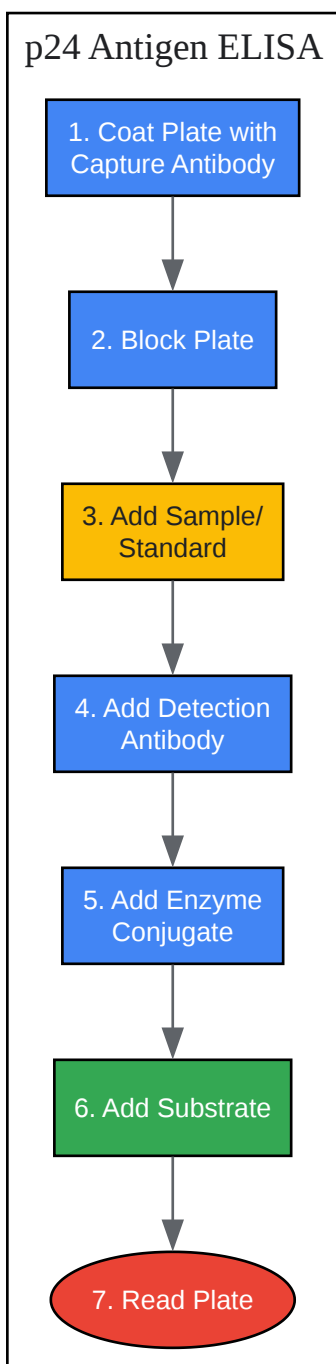 p24 Antigen ELISA
1. Coat Plate with
Capture Antibody
2. Block Plate
3. Add Sample/
Standard
4. Add Detection
Antibody
5. Add Enzyme
Conjugate
6. Add Substrate
7. Read Plate